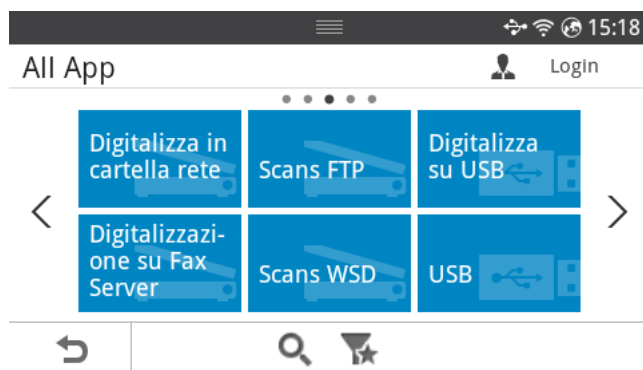 15:18
All App
Login
Digitalizza in
cartella rete
Scans FTP
Digitalizza
su USB
Digitalizzazi-
one su Fax
Server
Scans WSD
USB